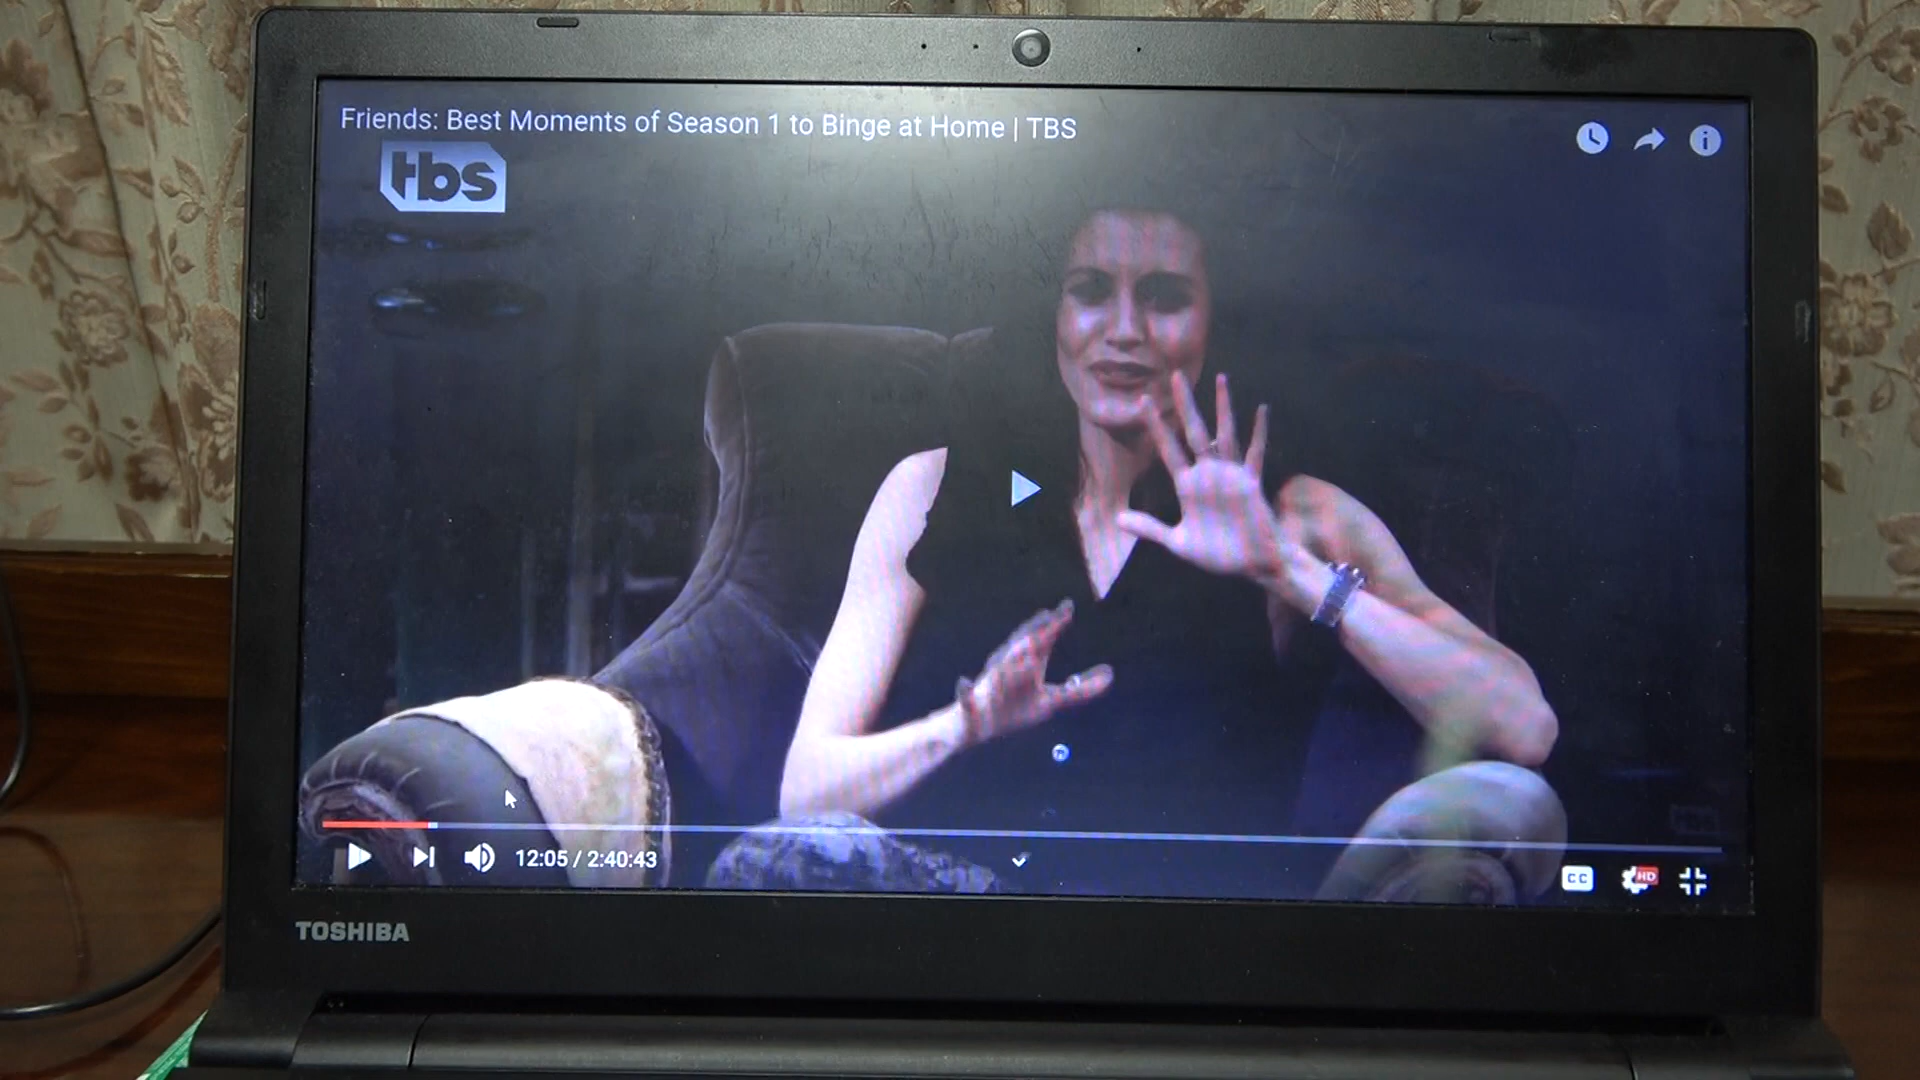 Friends: Best Moments of Season 1 to Binge at Home | TBS
tbs
tbs
12:05 / 2:40:43
CC
HD
TOSHIBA